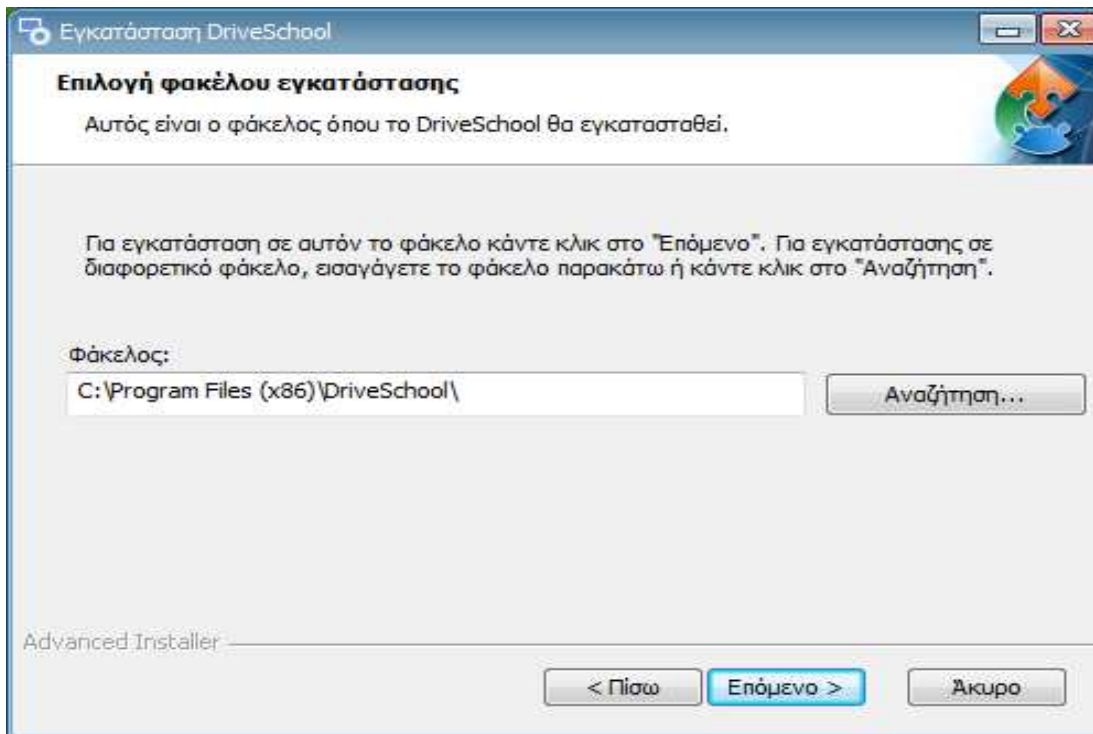 Εγκατάσταση DriveSchool
Επιλογή φακέλου εγκατάστασης
Αυτός είναι ο φάκελος όπου το DriveSchool θα εγκατασταθεί.
Για εγκατάσταση σε αυτόν το φάκελο κάντε κλικ στο "Επόμενο". Για εγκατάστασης σε
διαφορετικό φάκελο, εισαγάγετε το φάκελο παρακάτω ή κάντε κλικ στο "Αναζήτηση".
Φάκελος:
C:\Program Files (x86)\DriveSchool\
Αναζήτηση...
Advanced Installer
< Πίσω
Επόμενο >
Άκυρο